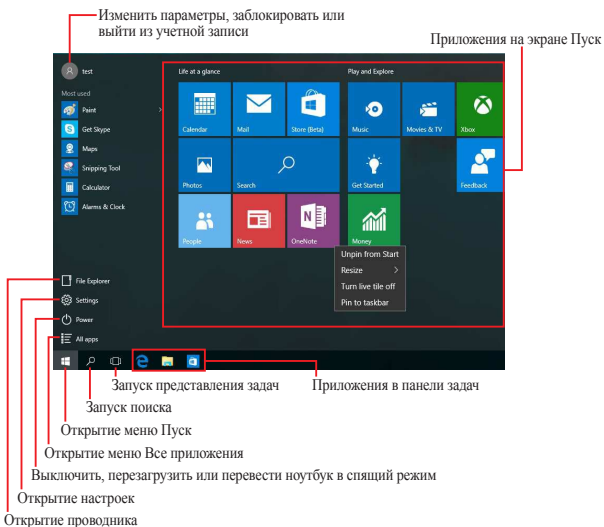 Изменить параметры, заблокировать или
выйти из учетной записи
Приложения на экране Пуск
test
Life at a glance
Play and Explore
Most used
Paint
Get Skype
Maps
Snipping Tool
Calculator
Alarms & Clock
Calendar
Mail
Store (Beta)
Music
Movies & TV
Xbox
Photos
Search
Get Started
Feedback
People
News
OneNote
Money
Unpin from Start
Resize
Turn live tile off
Pin to taskbar
File Explorer
Settings
Power
All apps
Запуск представления задач
Приложения в панели задач
Запуск поиска
Открытие меню Пуск
Открытие меню Все приложения
Выключить, перезагрузить или перевести ноутбук в спящий режим
Открытие настроек
Открытие проводника